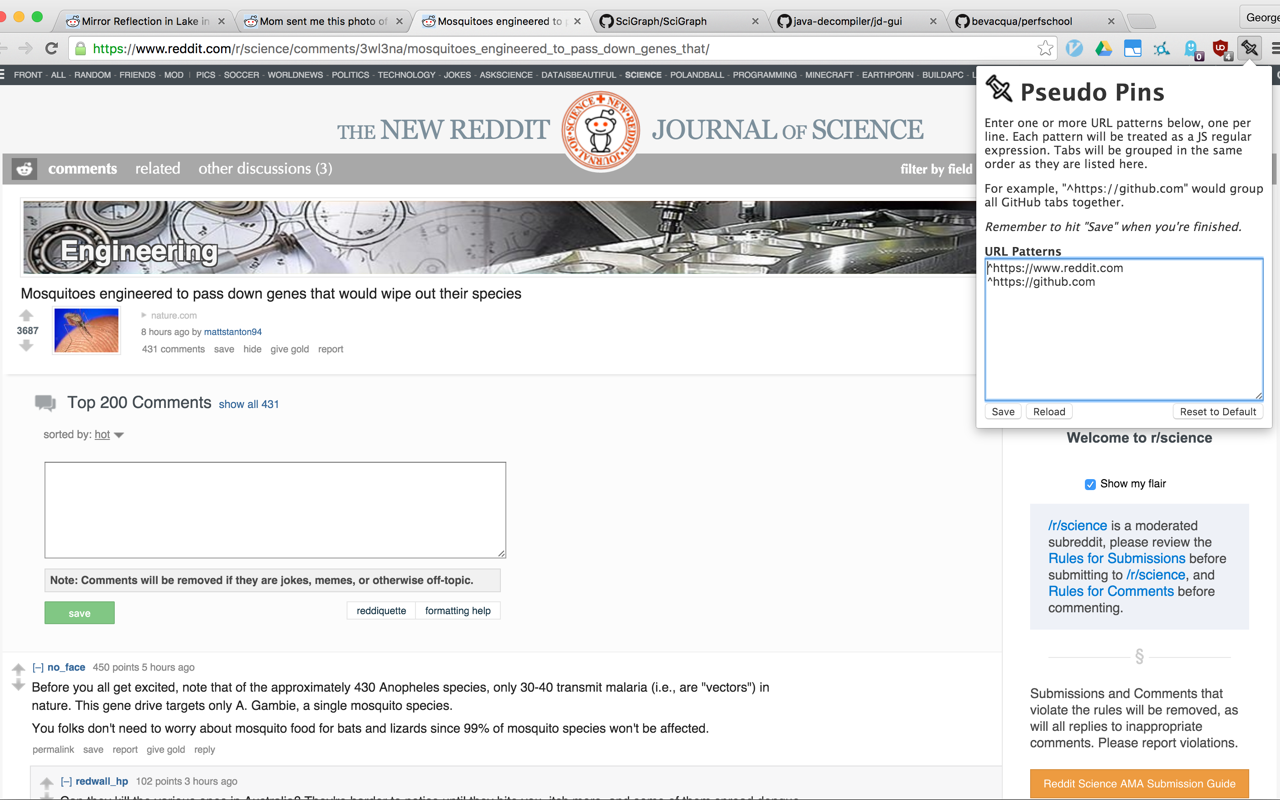 Mirror Reflection in Lake in
Mom sent me this photo of
Mosquitoes engineered to p
SciGraph/SciGraph
java-decompiler/jd-gui
bevacqua/perfschool
George
https://www.reddit.com/r/science/comments/3wl3na/mosquitoes_engineered_to_pass_down_genes_that/
0
4
FRONT - ALL - RANDOM - FRIENDS - MOD | PICS - SOCCER - WORLDNEWS - POLITICS - TECHNOLOGY - JOKES - ASKSCIENCE - DATAISBEAUTIFUL - SCIENCE - POLANDBALL - PROGRAMMING - MINECRAFT - EARTHPORN - BUILDAPC - L
THE NEW REDDIT JOURNAL OF SCIENCE
comments related other discussions (3)
filter by field
Engineering
Mosquitoes engineered to pass down genes that would wipe out their species
3687
nature.com
8 hours ago by mattstanton94
431 comments save hide give gold report
Top 200 Comments show all 431
sorted by: hot
Note: Comments will be removed if they are jokes, memes, or otherwise off-topic.
save
reddiquette formatting help
[–] no_face 450 points 5 hours ago
Before you all get excited, note that of the approximately 430 Anopheles species, only 30-40 transmit malaria (i.e., are "vectors") in
nature. This gene drive targets only A. Gambie, a single mosquito species.
You folks don't need to worry about mosquito food for bats and lizards since 99% of mosquito species won't be affected.
permalink save report give gold reply
[–] redwall_hp 102 points 3 hours ago
Pseudo Pins
Enter one or more URL patterns below, one per
line. Each pattern will be treated as a JS regular
expression. Tabs will be grouped in the same
order as they are listed here.
For example, "^https://github.com" would group
all GitHub tabs together.
Remember to hit "Save" when you're finished.
URL Patterns
^https://www.reddit.com
^https://github.com
Save Reload Reset to Default
Welcome to r/science
Show my flair
/r/science is a moderated
subreddit, please review the
Rules for Submissions before
submitting to /r/science, and
Rules for Comments before
commenting.
§
Submissions and Comments that
violate the rules will be removed, as
will all replies to inappropriate
comments. Please report violations.
Reddit Science AMA Submission Guide